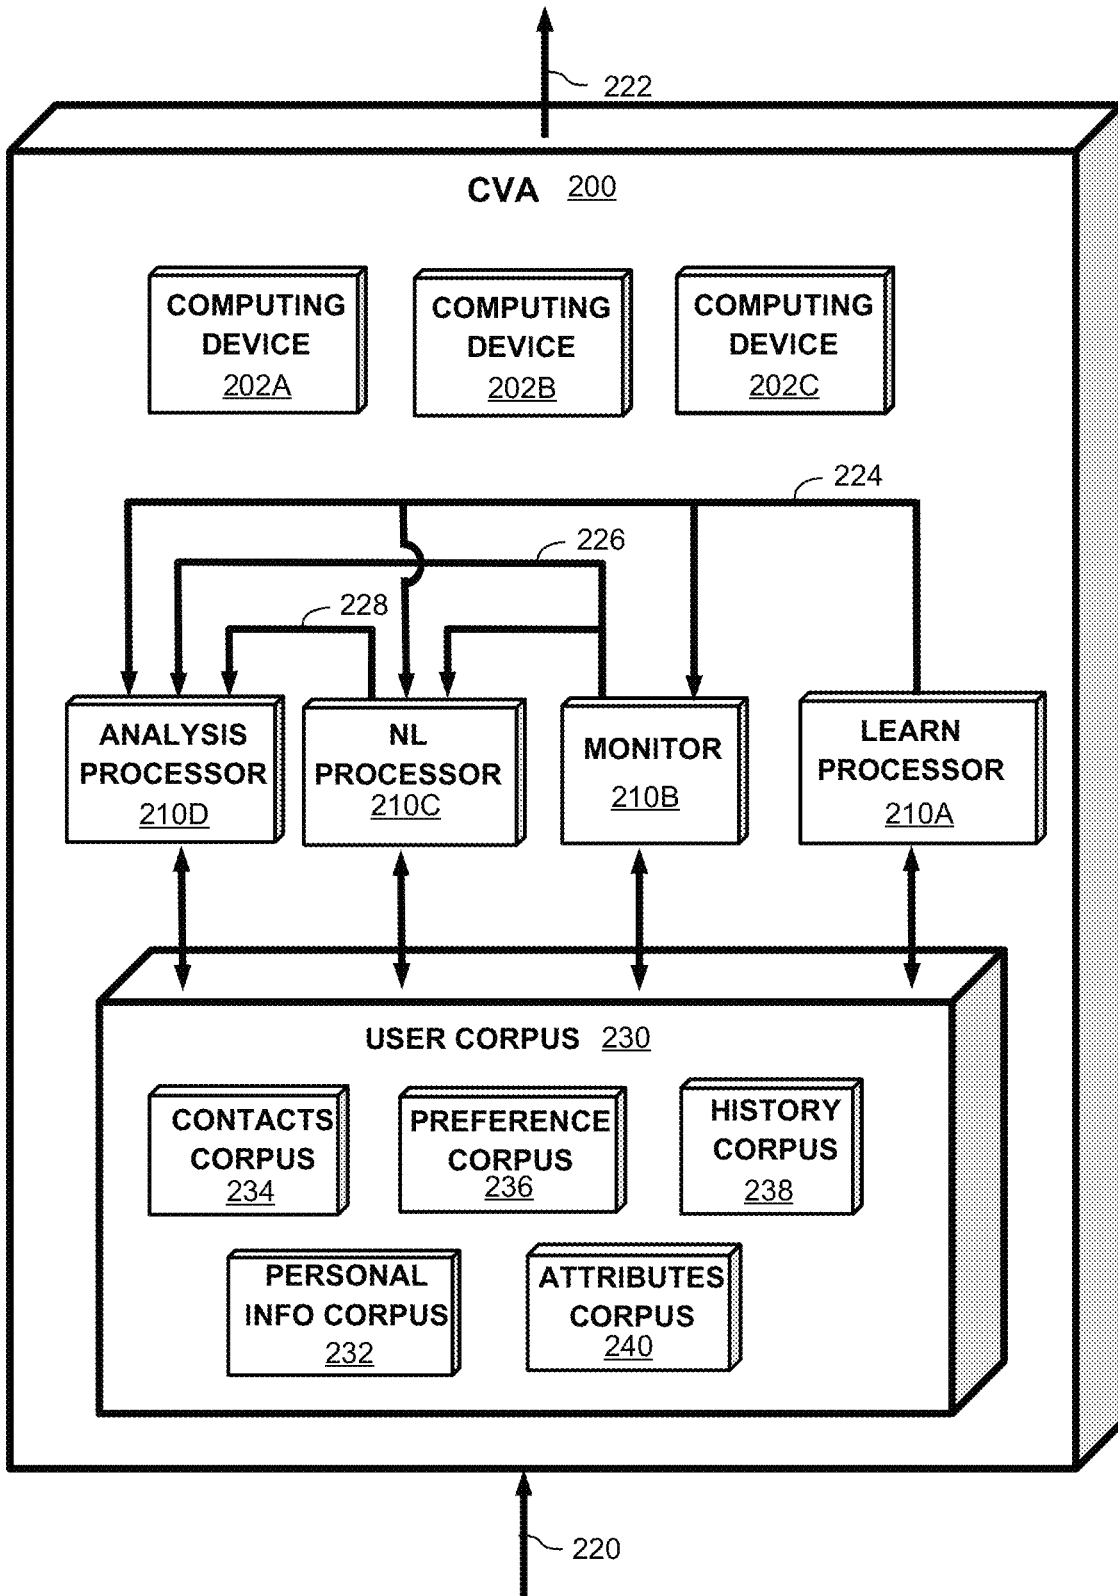 222
CVA 200
COMPUTING
DEVICE
202A
COMPUTING
DEVICE
202B
COMPUTING
DEVICE
202C
224
226
228
ANALYSIS
PROCESSOR
210D
NL
PROCESSOR
210C
MONITOR
210B
LEARN
PROCESSOR
210A
USER CORPUS 230
CONTACTS
CORPUS
234
PREFERENCE
CORPUS
236
HISTORY
CORPUS
238
PERSONAL
INFO CORPUS
232
ATTRIBUTES
CORPUS
240
220